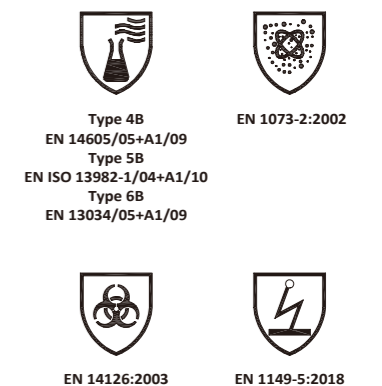 Type 4B
EN 14605/05+A1/09
Type 5B
EN ISO 13982-1/04+A1/10
Type 6B
EN 13034/05+A1/09
EN 1073-2:2002
EN 14126:2003
EN 1149-5:2018